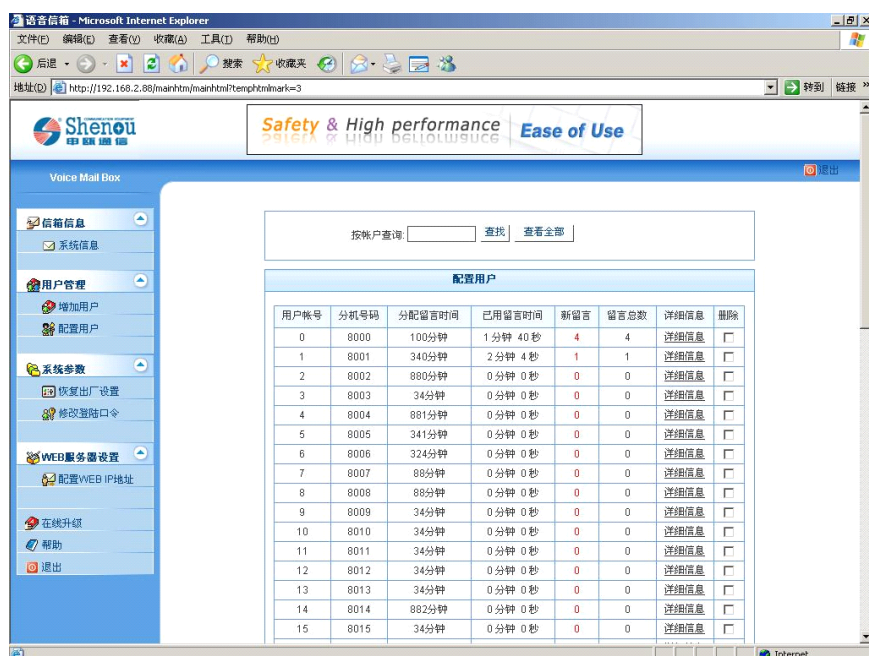 语音信箱 - Microsoft Internet Explorer
文件(F) 编辑(E) 查看(V) 收藏(A) 工具(T) 帮助(H)
后退 搜索 收藏夹
地址(D) http://192.168.2.88/mainhtm/mainhtml?temphtmlmark=3 转到 链接 »
Shenou
申瓯通信
Safety & High performance Ease of Use
Voice Mail Box
退出
信箱信息
系统信息
用户管理
增加用户
配置用户
系统参数
恢复出厂设置
修改登陆口令
WEB服务器设置
配置WEB IP地址
在线升级
帮助
退出
按帐户查询: 查找 查看全部
配置用户
用户帐号 分机号码 分配留言时间 已用留言时间 新留言 留言总数 详细信息 删除
0 8000 100分钟 1分钟 40秒 4 4 详细信息
1 8001 340分钟 2分钟 4秒 1 1 详细信息
2 8002 880分钟 0分钟 0秒 0 0 详细信息
3 8003 34分钟 0分钟 0秒 0 0 详细信息
4 8004 881分钟 0分钟 0秒 0 0 详细信息
5 8005 341分钟 0分钟 0秒 0 0 详细信息
6 8006 324分钟 0分钟 0秒 0 0 详细信息
7 8007 88分钟 0分钟 0秒 0 0 详细信息
8 8008 88分钟 0分钟 0秒 0 0 详细信息
9 8009 34分钟 0分钟 0秒 0 0 详细信息
10 8010 34分钟 0分钟 0秒 0 0 详细信息
11 8011 34分钟 0分钟 0秒 0 0 详细信息
12 8012 34分钟 0分钟 0秒 0 0 详细信息
13 8013 34分钟 0分钟 0秒 0 0 详细信息
14 8014 882分钟 0分钟 0秒 0 0 详细信息
15 8015 34分钟 0分钟 0秒 0 0 详细信息
Internet